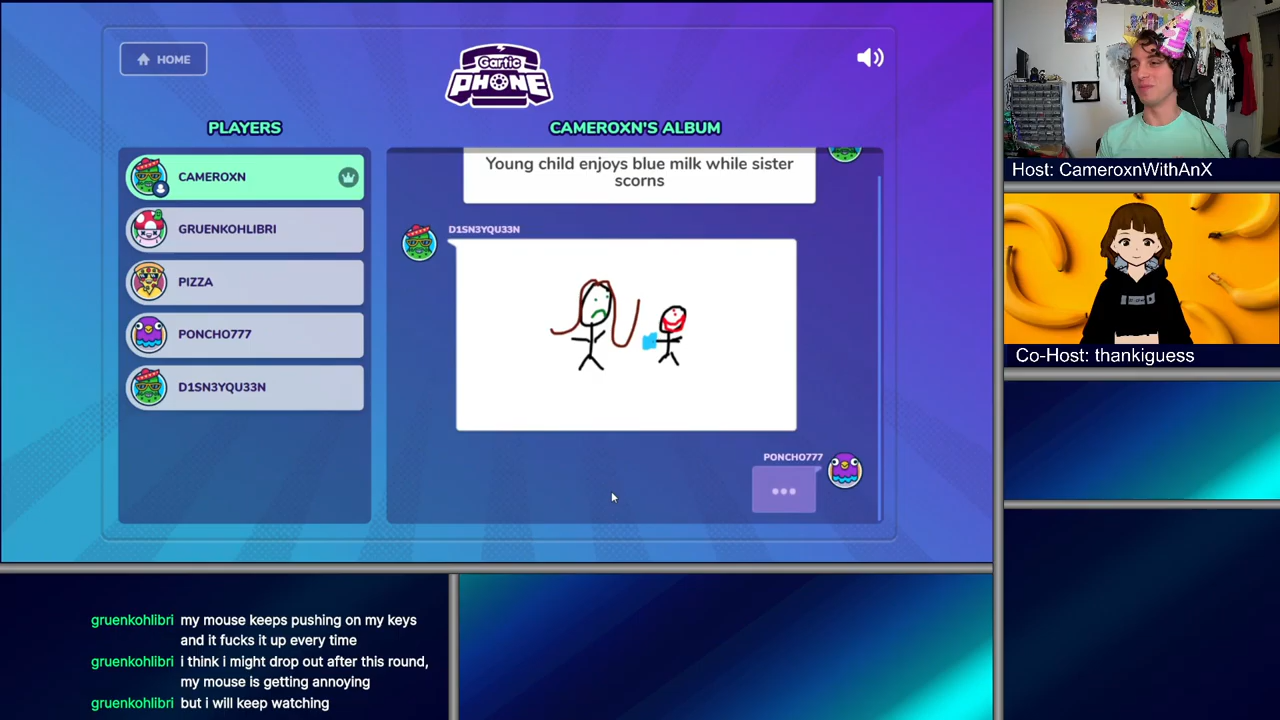 HOME
Gartic
PHONE
PLAYERS
CAMEROXN
GRUENKOHLIBRI
PIZZA
PONCHO777
D1SN3YQU33N
CAMEROXN'S ALBUM
Young child enjoys blue milk while sister
scorns
D1SN3YQU33N
PONCHO777
•••
Host: CameroxnWithAnX
Co-Host: thankiguess
gruenkohlibri my mouse keeps pushing on my keys
and it fucks it up every time
gruenkohlibri i think i might drop out after this round,
my mouse is getting annoying
gruenkohlibri but i will keep watching